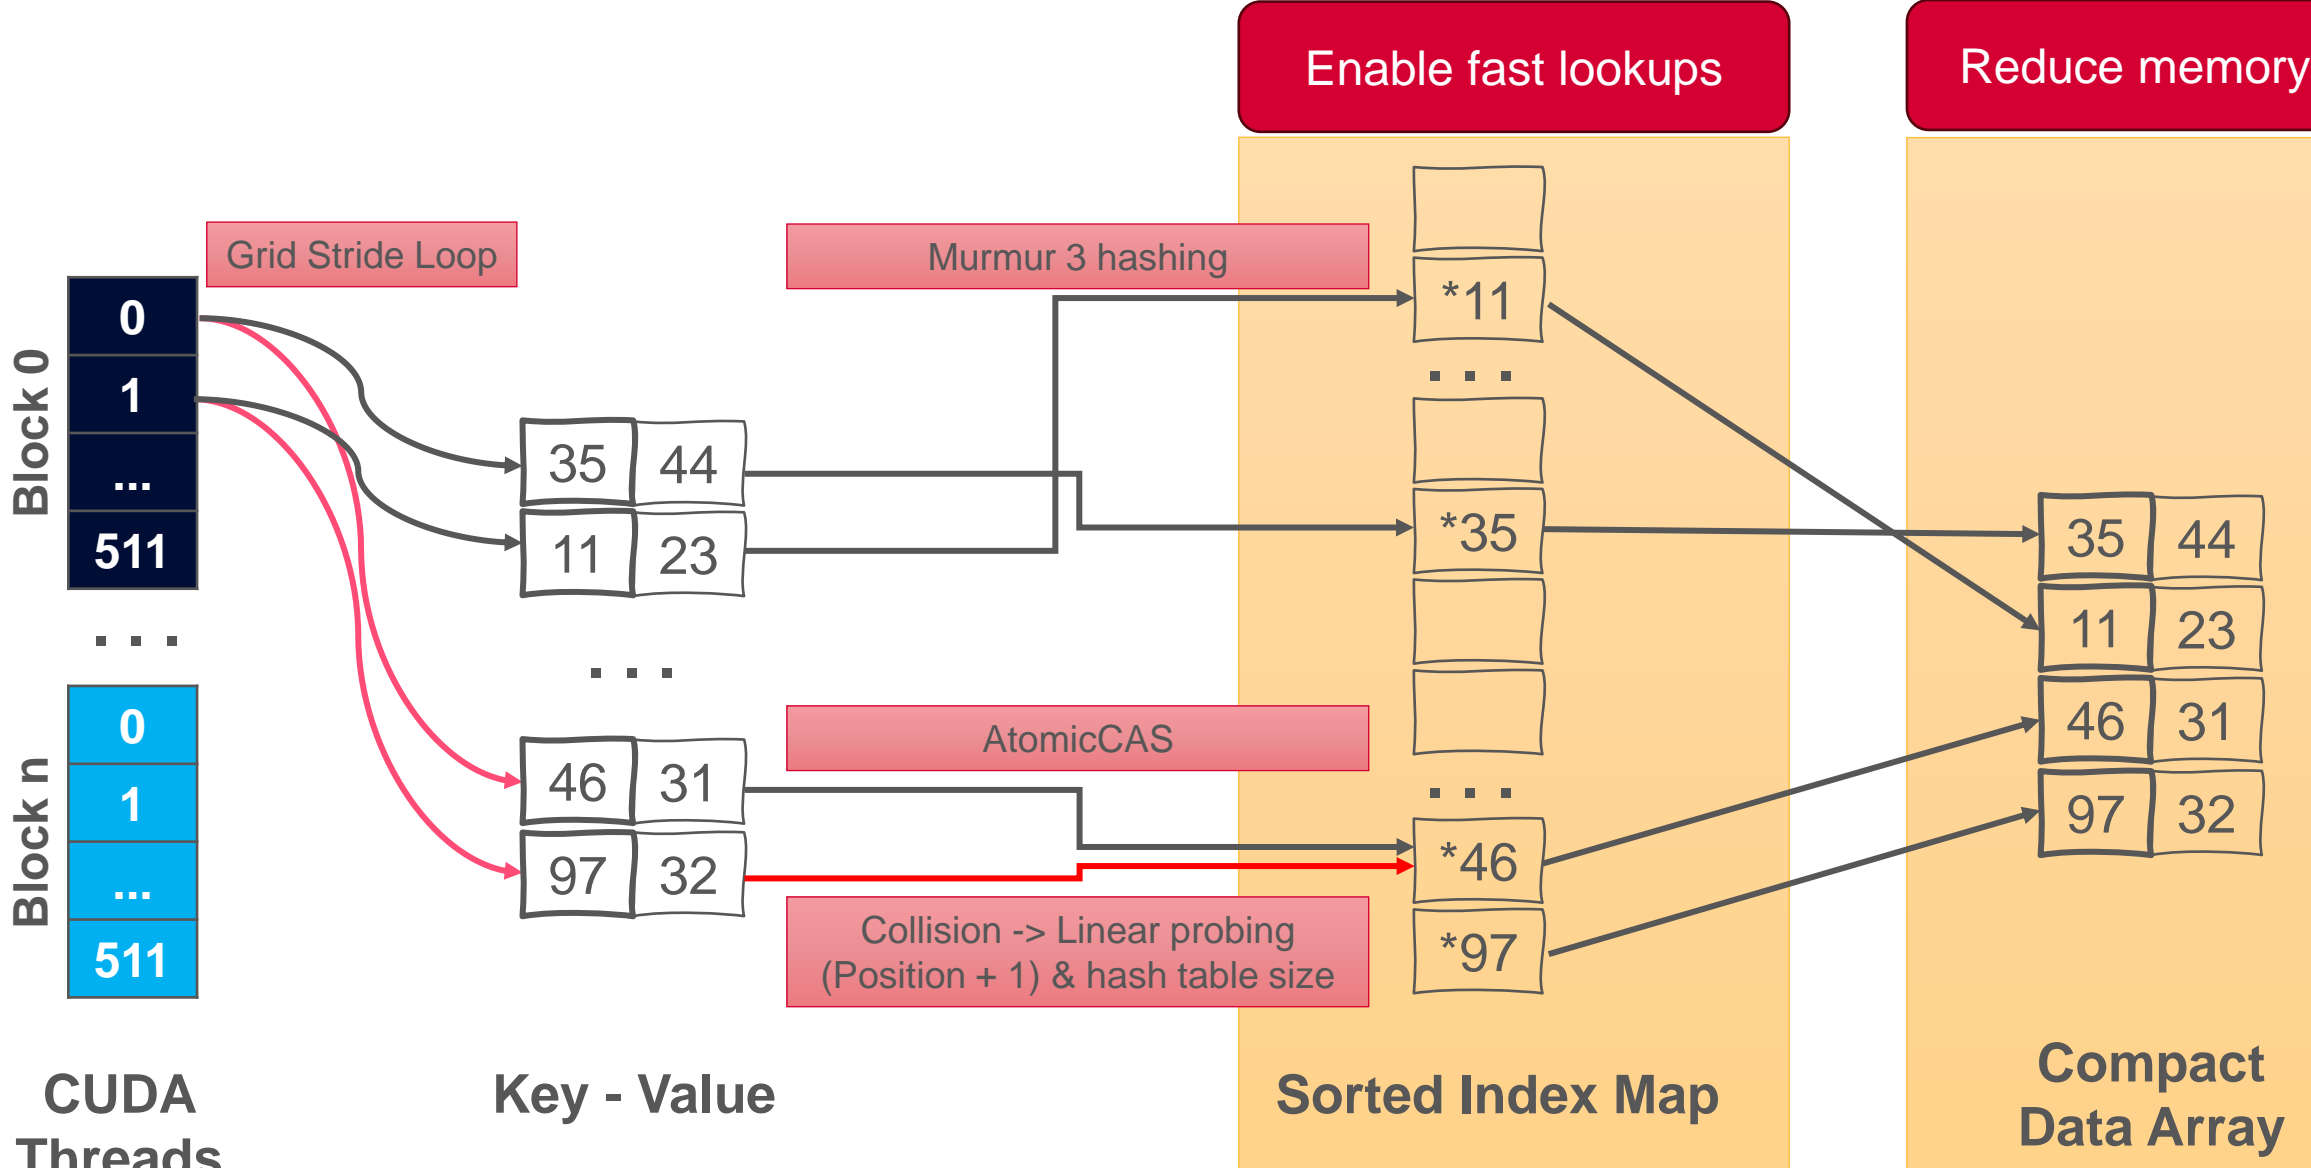 Enable fast lookups
Reduce memory
Grid Stride Loop
Murmur 3 hashing
Block 0
0
1
...
511
. . .
Block n
0
1
...
511
35 44
11 23
. . .
46 31
97 32
AtomicCAS
Collision -> Linear probing
(Position + 1) & hash table size
*11
. . .
*35
. . .
*46
*97
35 44
11 23
46 31
97 32
CUDA
Threads
Key - Value
Sorted Index Map
Compact
Data Array